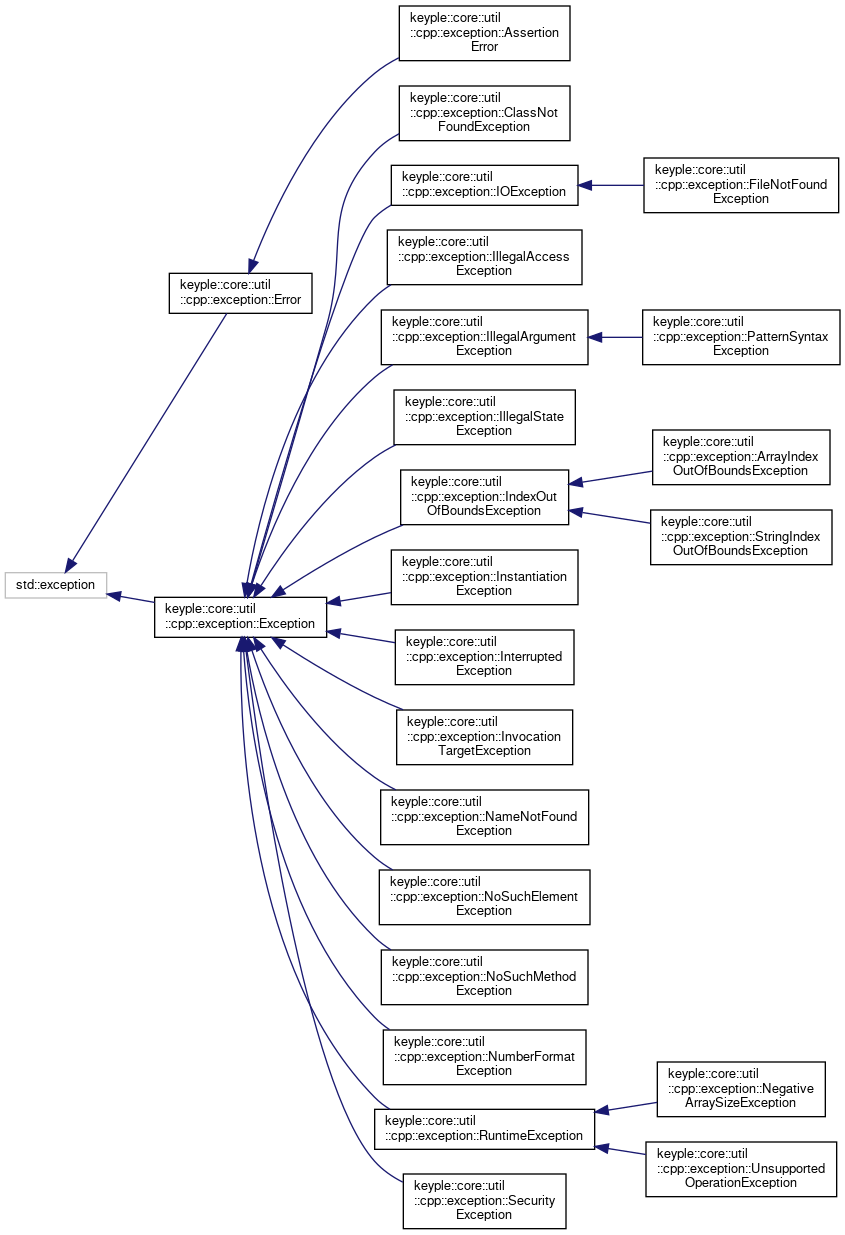 keyple::core::util
::cpp::exception::Assertion
Error
keyple::core::util
::cpp::exception::ClassNot
FoundException
keyple::core::util
::cpp::exception::IOException
keyple::core::util
::cpp::exception::FileNotFound
Exception
keyple::core::util
::cpp::exception::IllegalAccess
Exception
keyple::core::util
::cpp::exception::Error
keyple::core::util
::cpp::exception::IllegalArgument
Exception
keyple::core::util
::cpp::exception::PatternSyntax
Exception
keyple::core::util
::cpp::exception::IllegalState
Exception
keyple::core::util
::cpp::exception::ArrayIndex
OutOfBoundsException
keyple::core::util
::cpp::exception::IndexOut
OfBoundsException
keyple::core::util
::cpp::exception::StringIndex
OutOfBoundsException
keyple::core::util
::cpp::exception::Instantiation
Exception
std::exception
keyple::core::util
::cpp::exception::Exception
keyple::core::util
::cpp::exception::Interrupted
Exception
keyple::core::util
::cpp::exception::Invocation
TargetException
keyple::core::util
::cpp::exception::NameNotFound
Exception
keyple::core::util
::cpp::exception::NoSuchElement
Exception
keyple::core::util
::cpp::exception::NoSuchMethod
Exception
keyple::core::util
::cpp::exception::NumberFormat
Exception
keyple::core::util
::cpp::exception::Negative
ArraySizeException
keyple::core::util
::cpp::exception::RuntimeException
keyple::core::util
::cpp::exception::Unsupported
OperationException
keyple::core::util
::cpp::exception::Security
Exception